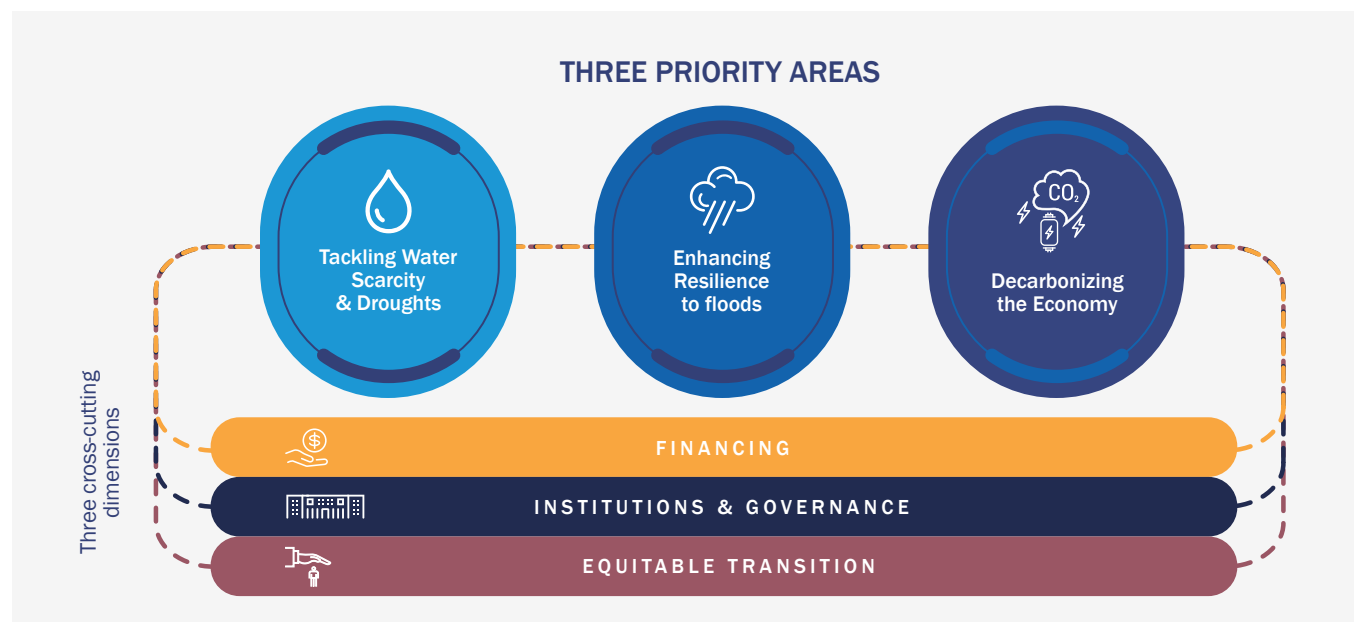 THREE PRIORITY AREAS
Tackling Water
Scarcity
& Droughts
Enhancing
Resilience
to floods
CO2
Decarbonizing
the Economy
Three cross-cutting
dimensions
$
FINANCING
INSTITUTIONS & GOVERNANCE
EQUITABLE TRANSITION